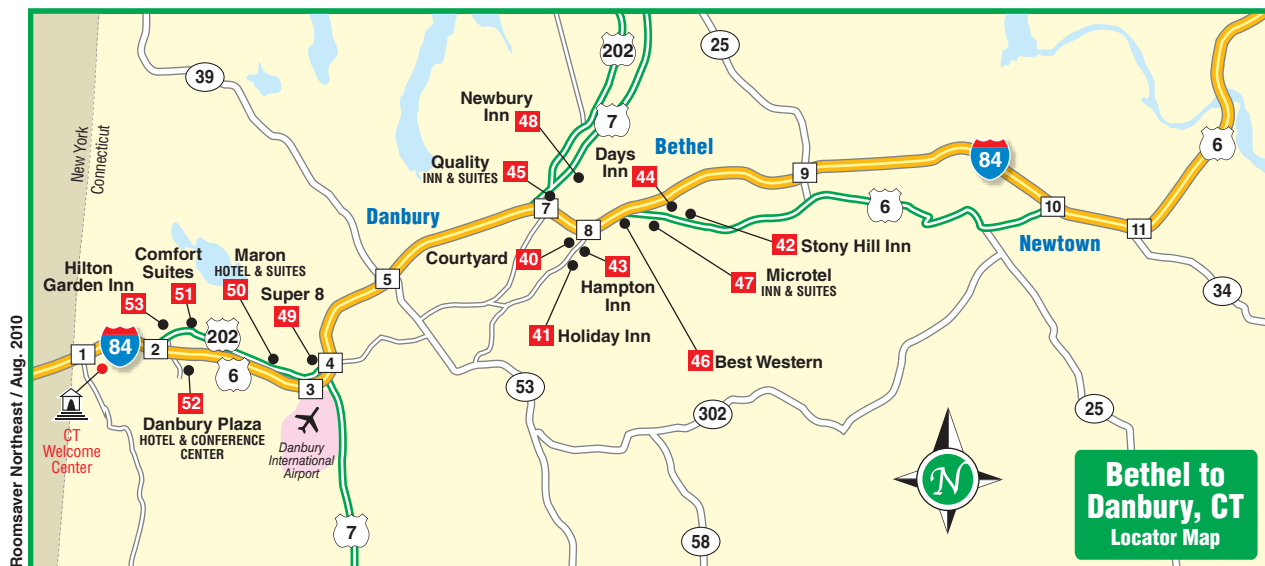 202
25
39
Newbury
Inn
48
7
Bethel
6
84
New York
Connecticut
Quality
INN & SUITES
45
Days
Inn
44
9
Danbury
7
6
10
8
42 Stony Hill Inn
11
Newtown
Courtyard 40
43
Hampton
Inn
47
Microtel
INN & SUITES
Hilton
Garden Inn
53
Comfort
Suites
51
Maron
HOTEL & SUITES
50
Super 8
49
5
34
41 Holiday Inn
1
84
2
202
6
4
3
46 Best Western
52
Danbury Plaza
HOTEL & CONFERENCE
CENTER
53
302
25
CT
Welcome
Center
Danbury
International
Airport
N
7
58
Bethel to
Danbury, CT
Locator Map
Roomsaver Northeast / Aug. 2010